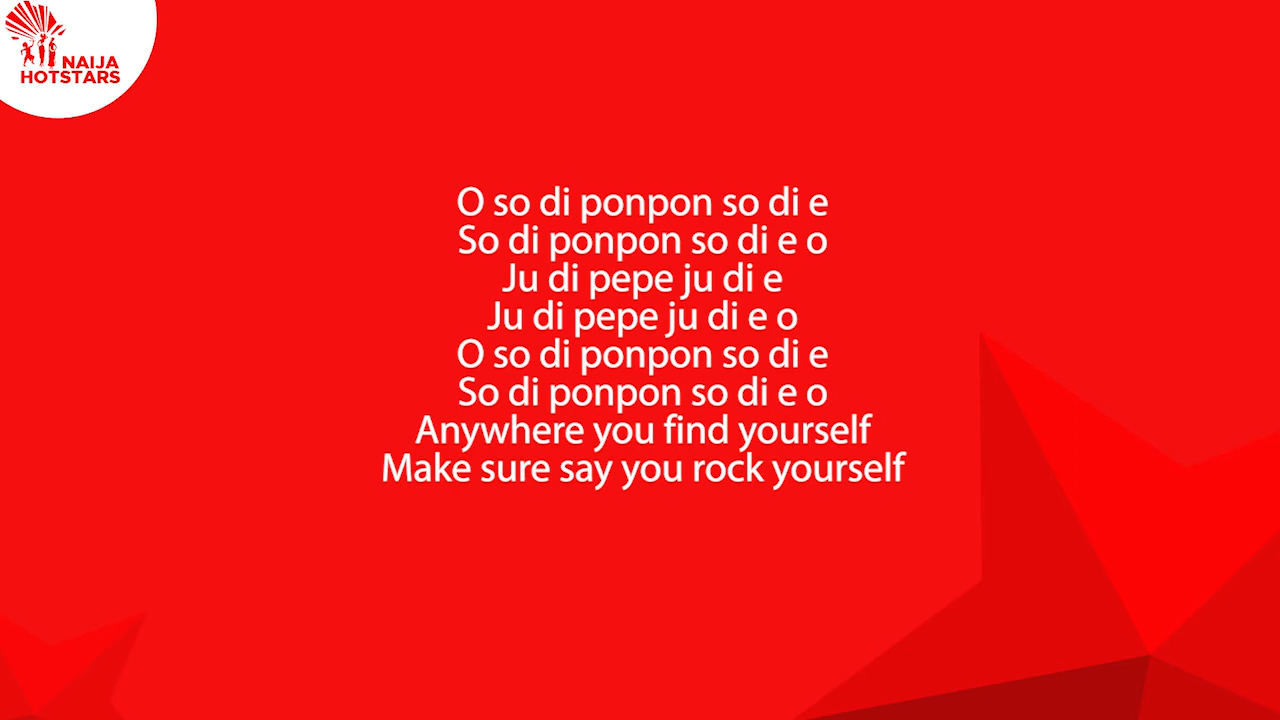 NAIJA
HOTSTARS
O so di ponpon so di e
So di ponpon so di e o
Ju di pepe ju di e
Ju di pepe ju di e o
O so di ponpon so di e
So di ponpon so di e o
Anywhere you find yourself
Make sure say you rock yourself